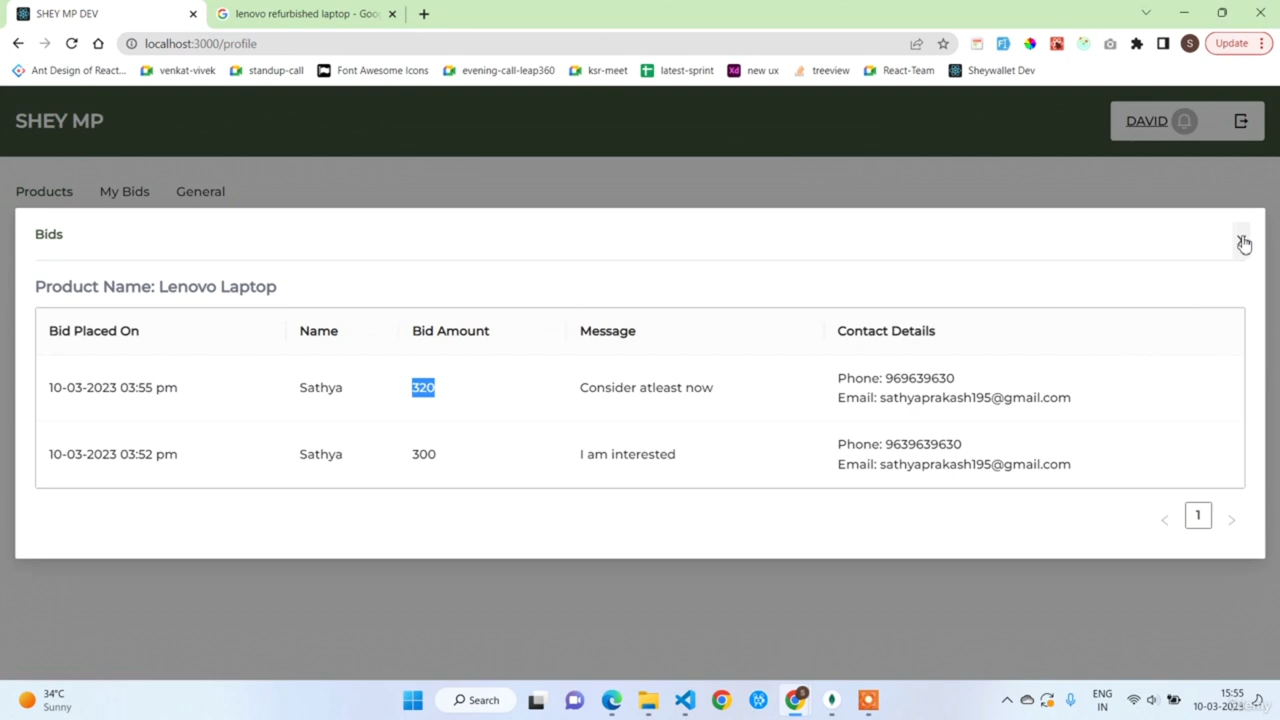 SHEY MP DEV
lenovo refurbished laptop - Goo
localhost:3000/profile
S
Update
Ant Design of React...
venkat-vivek
standup-call
Font Awesome Icons
evening-call-leap360
ksr-meet
latest-sprint
Xd new ux
treeview
React-Team
Sheywallet Dev
SHEY MP
DAVID
Products My Bids General
Bids
Product Name: Lenovo Laptop
Bid Placed On Name Bid Amount Message Contact Details
10-03-2023 03:55 pm Sathya 320 Consider atleast now
Phone: 969639630
Email: sathyaprakash195@gmail.com
10-03-2023 03:52 pm Sathya 300 I am interested
Phone: 9639639630
Email: sathyaprakash195@gmail.com
< 1 >
34°C
Sunny
Search
ENG
IN
15:55
10-03-2023